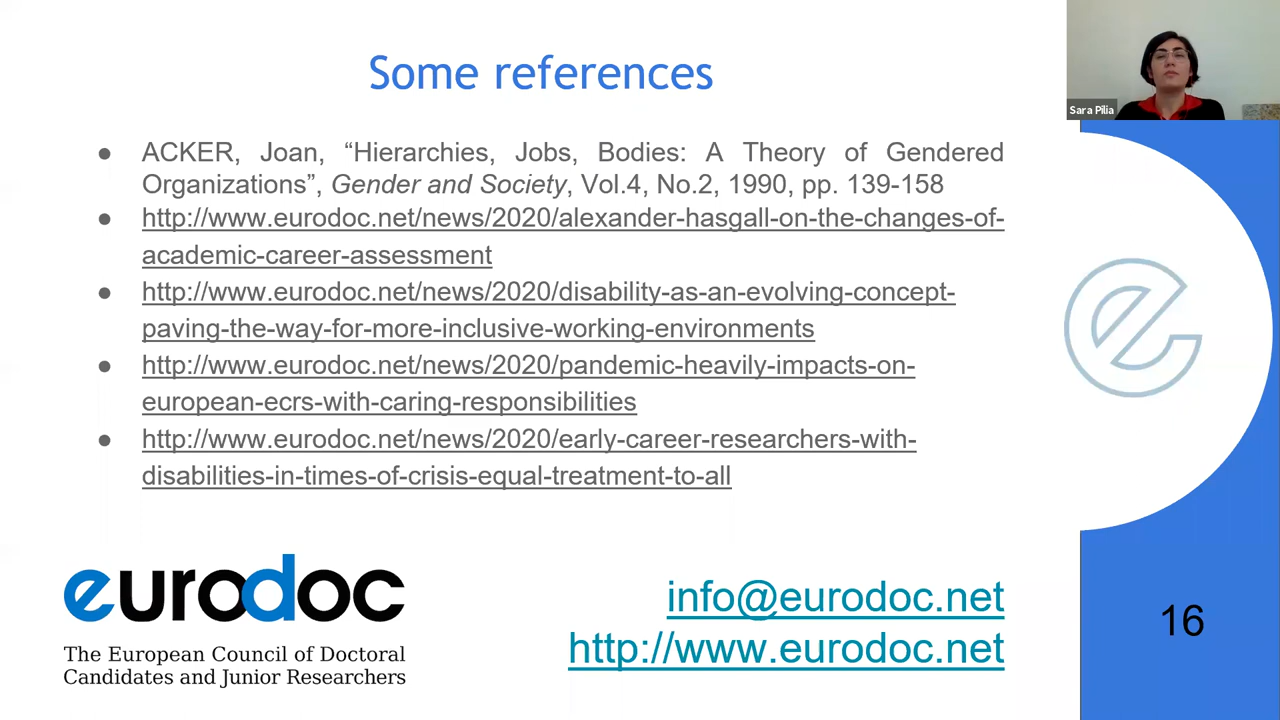 Some references
Sara Pilia
● ACKER, Joan, “Hierarchies, Jobs, Bodies: A Theory of Gendered
Organizations”, Gender and Society, Vol.4, No.2, 1990, pp. 139-158
● http://www.eurodoc.net/news/2020/alexander-hasgall-on-the-changes-of-
academic-career-assessment
● http://www.eurodoc.net/news/2020/disability-as-an-evolving-concept-
paving-the-way-for-more-inclusive-working-environments
● http://www.eurodoc.net/news/2020/pandemic-heavily-impacts-on-
european-ecrs-with-caring-responsibilities
● http://www.eurodoc.net/news/2020/early-career-researchers-with-
disabilities-in-times-of-crisis-equal-treatment-to-all
e
eurodoc
The European Council of Doctoral
Candidates and Junior Researchers
info@eurodoc.net
http://www.eurodoc.net
16